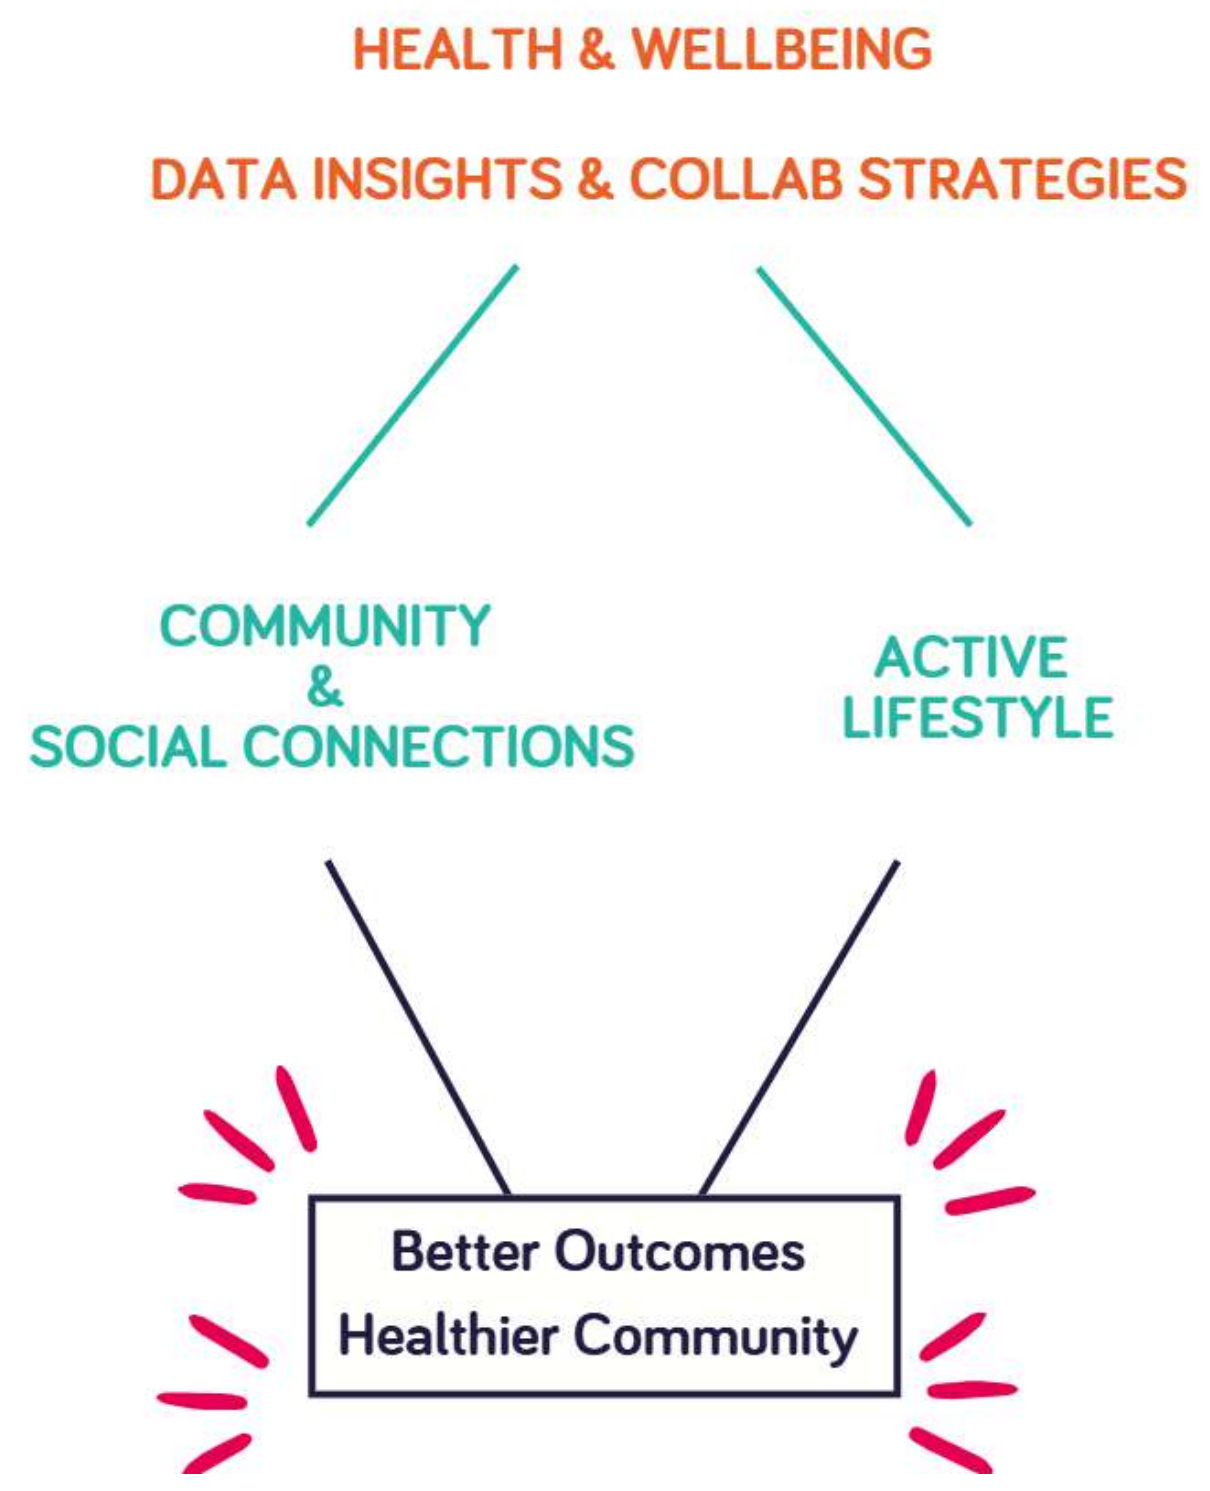 HEALTH & WELLBEING
DATA INSIGHTS & COLLAB STRATEGIES
COMMUNITY
&
SOCIAL CONNECTIONS
ACTIVE
LIFESTYLE
Better Outcomes
Healthier Community